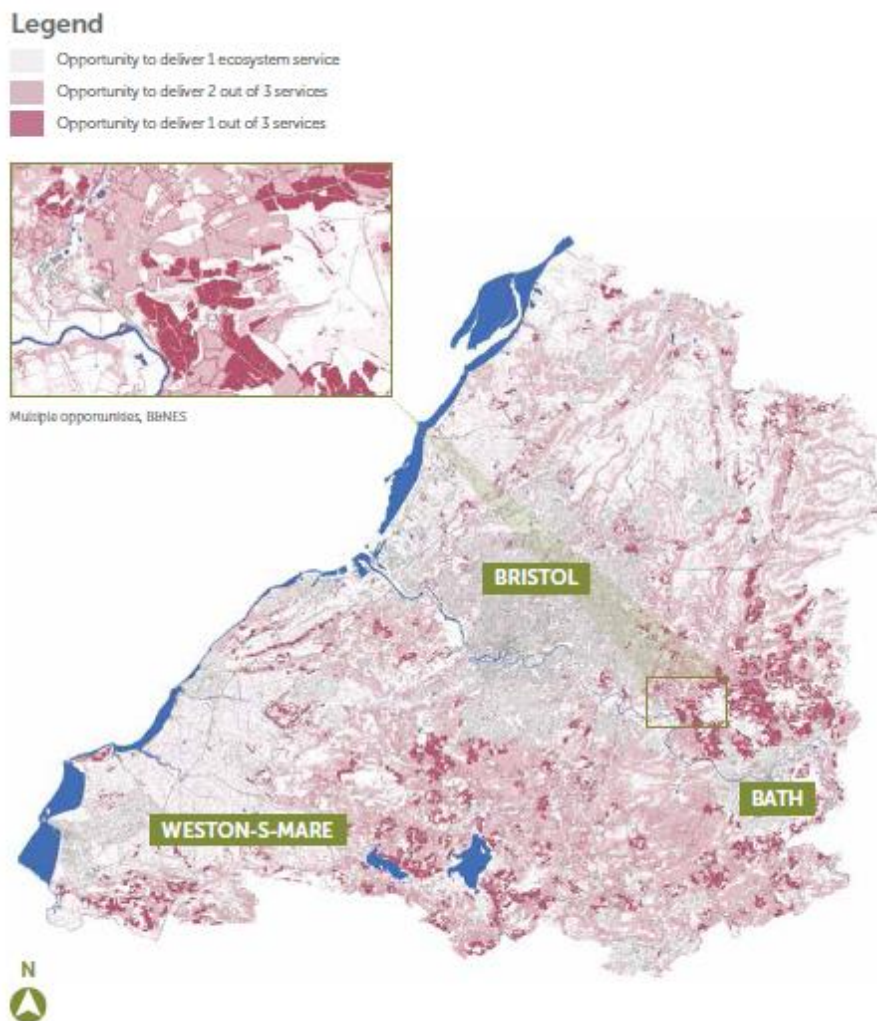 Legend
Opportunity to deliver 1 ecosystem service
Opportunity to deliver 2 out of 3 services
Opportunity to deliver 1 out of 3 services
Multiple opportunities, B&NES
BRISTOL
BATH
WESTON-S-MARE
N